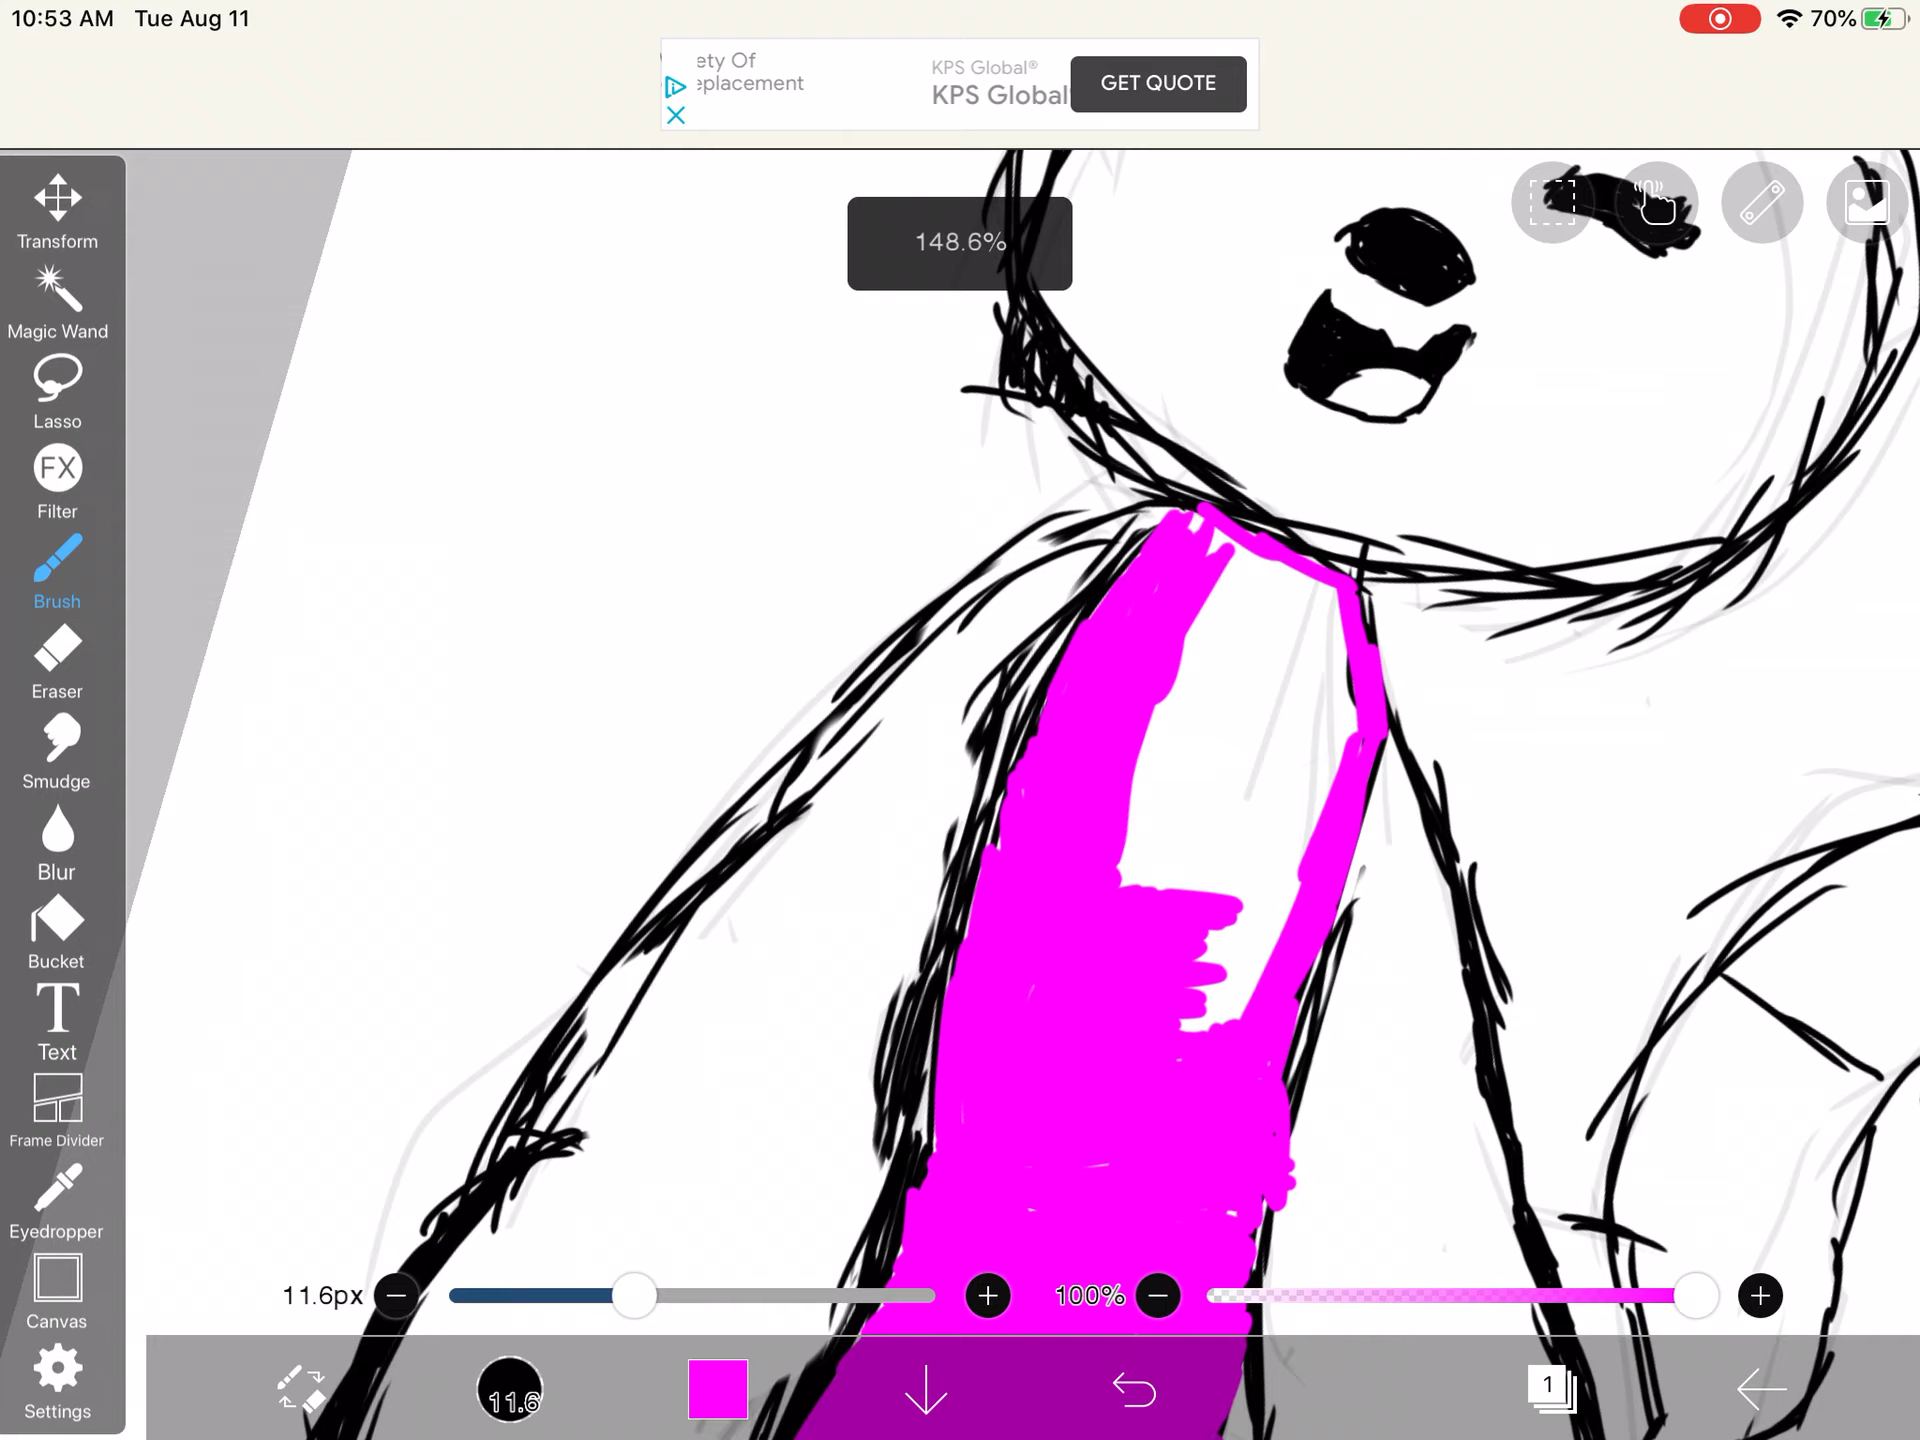 10:53 AM Tue Aug 11
70%
ety Of
eplacement
KPS Global®
KPS Global
GET QUOTE
148.6%
Transform
Magic Wand
Lasso
FX
Filter
Brush
Eraser
Smudge
Blur
Bucket
T
Text
Frame Divider
Eyedropper
Canvas
Settings
11.6px
100%
11.6
1